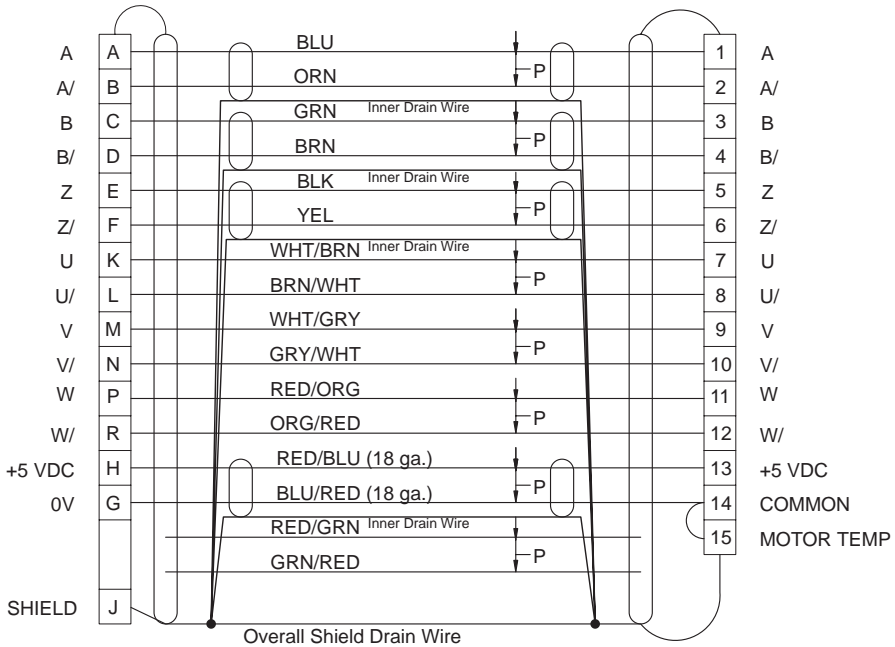 A A BLU 1 A
P
A/ B ORN 2 A/
B C GRN Inner Drain Wire 3 B
P
B/ D BRN 4 B/
Z E BLK Inner Drain Wire 5 Z
P
Z/ F YEL 6 Z/
U K WHT/BRN Inner Drain Wire 7 U
P
U/ L BRN/WHT 8 U/
V M WHT/GRY 9 V
P
V/ N GRY/WHT 10 V/
W P RED/ORG 11 W
P
W/ R ORG/RED 12 W/
+5 VDC H RED/BLU (18 ga.) 13 +5 VDC
P
0V G BLU/RED (18 ga.) 14 COMMON
RED/GRN Inner Drain Wire 15 MOTOR TEMP
P
GRN/RED
SHIELD J
Overall Shield Drain Wire